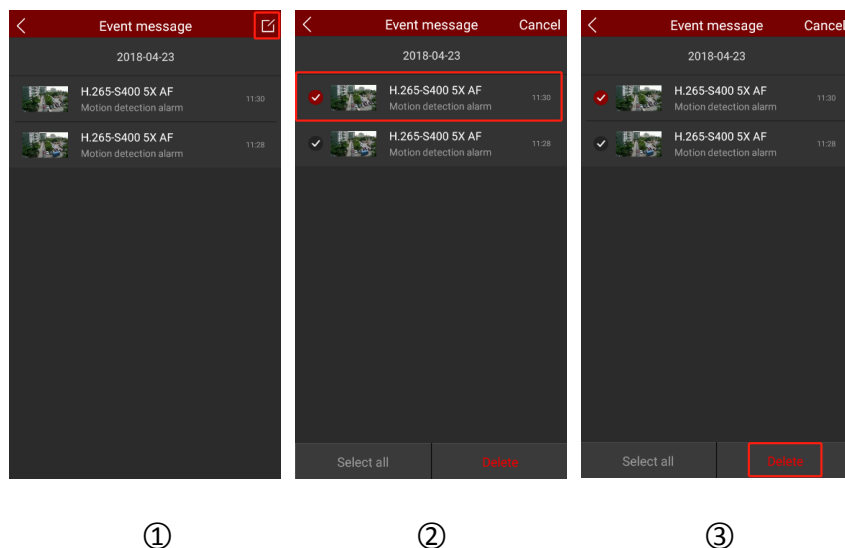 Event message
2018-04-23
H.265-S400 5X AF
Motion detection alarm
11:30
H.265-S400 5X AF
Motion detection alarm
11:28
①
Event message
Cancel
2018-04-23
H.265-S400 5X AF
Motion detection alarm
11:30
H.265-S400 5X AF
Motion detection alarm
11:28
Select all
Delete
②
Event message
Cancel
2018-04-23
H.265-S400 5X AF
Motion detection alarm
11:30
H.265-S400 5X AF
Motion detection alarm
11:28
Select all
Delete
③